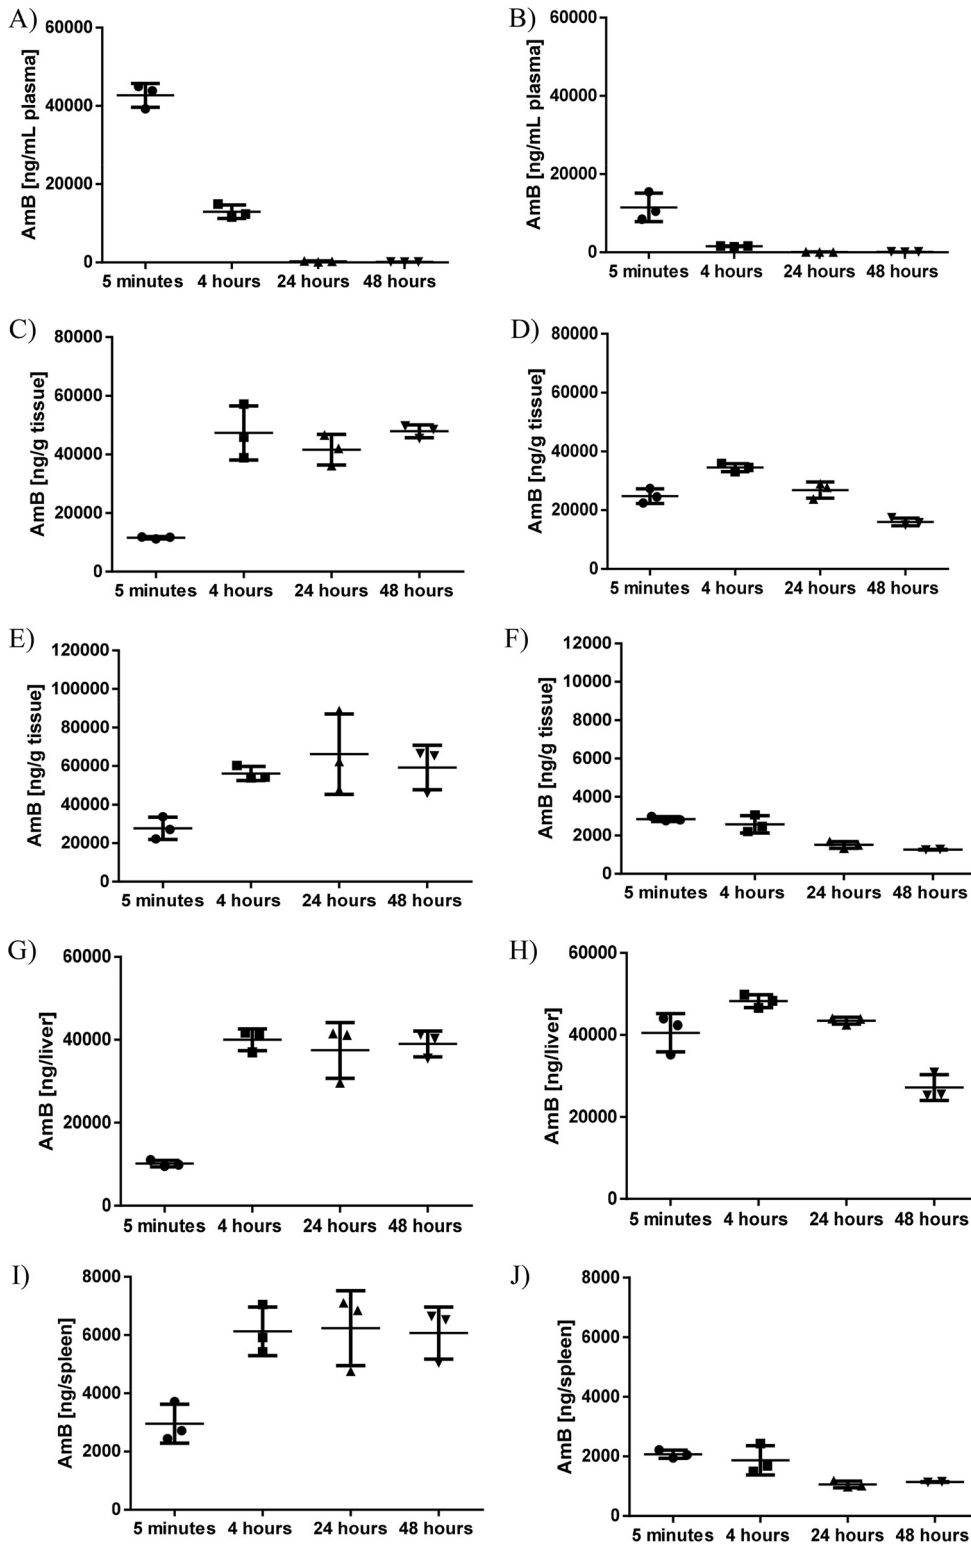 A)
AmB [ng/mL plasma]
60000
40000
20000
0
5 minutes 4 hours 24 hours 48 hours
B)
AmB [ng/mL plasma]
60000
40000
20000
0
5 minutes 4 hours 24 hours 48 hours
C)
AmB [ng/g tissue]
80000
60000
40000
20000
0
5 minutes 4 hours 24 hours 48 hours
D)
AmB [ng/g tissue]
80000
60000
40000
20000
0
5 minutes 4 hours 24 hours 48 hours
E)
AmB [ng/g tissue]
120000
100000
80000
60000
40000
20000
0
5 minutes 4 hours 24 hours 48 hours
F)
AmB [ng/g tissue]
12000
10000
8000
6000
4000
2000
0
5 minutes 4 hours 24 hours 48 hours
G)
AmB [ng/liver]
60000
40000
20000
0
5 minutes 4 hours 24 hours 48 hours
H)
AmB [ng/liver]
60000
40000
20000
0
5 minutes 4 hours 24 hours 48 hours
I)
AmB [ng/spleen]
8000
6000
4000
2000
0
5 minutes 4 hours 24 hours 48 hours
J)
AmB [ng/spleen]
8000
6000
4000
2000
0
5 minutes 4 hours 24 hours 48 hours